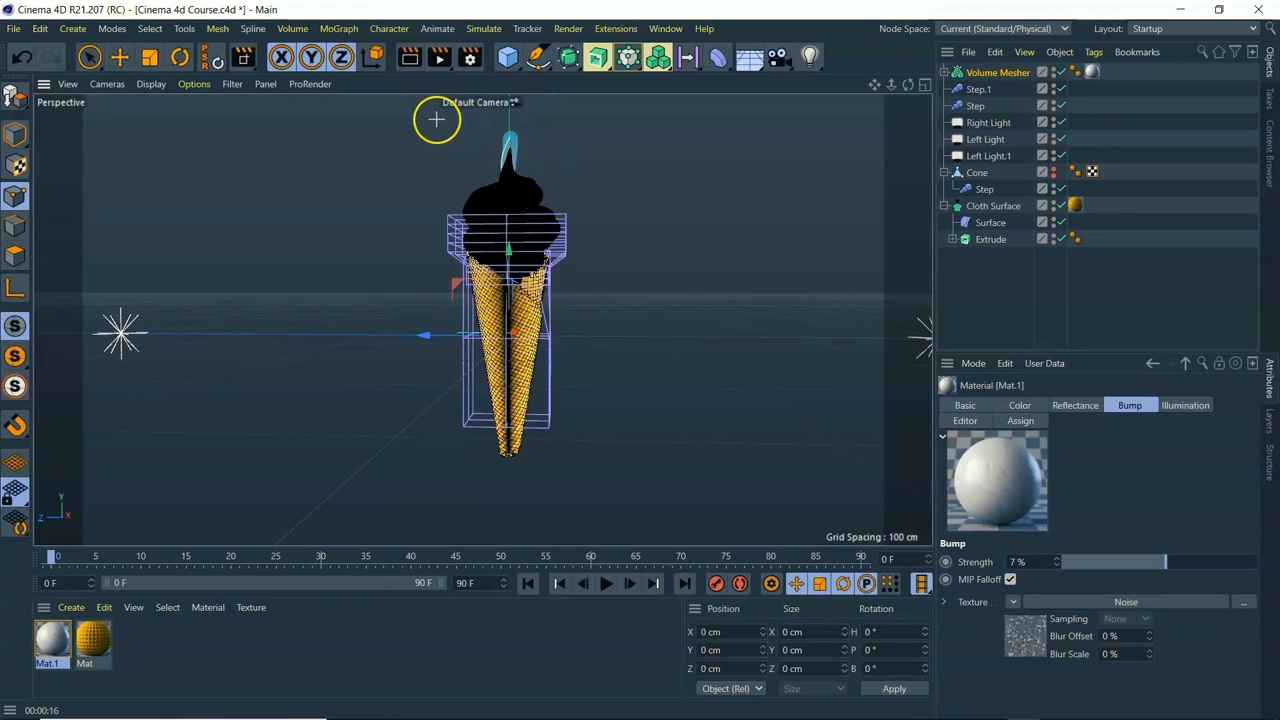 Cinema 4D R21.207 (RC) - [Cinema 4d Course.c4d *] - Main
File Edit Create Modes Select Tools Mesh Spline Volume MoGraph Character Animate Simulate Tracker Render Extensions Window Help Node Space: Current (Standard/Physical) Layout: Startup
X Y Z
PSR
File Edit View Object Tags Bookmarks
View Cameras Display Options Filter Panel ProRender
Perspective
Default Camera
Volume Mesher
Step.1
Step
Right Light
Left Light
Left Light.1
Cone
Step
Cloth Surface
Surface
Extrude
Objects
Takes
Content Browser
Mode Edit User Data
Material [Mat.1]
Basic Color Reflectance Bump Illumination
Editor Assign
Attributes
Layers
Structure
Bump
Strength 7 %
MIP Falloff
Texture . . Noise ...
Sampling None
Blur Offset 0 %
Blur Scale 0 %
S
S
S
Y
Z X
Grid Spacing : 100 cm
0 5 10 15 20 25 30 35 40 45 50 55 60 65 70 75 80 85 90 0 F
0 F 0 F 90 F 90 F
P
Create Edit View Select Material Texture
Mat.1 Mat
Position Size Rotation
X 0 cm X 0 cm H 0 °
Y 0 cm Y 0 cm P 0 °
Z 0 cm Z 0 cm B 0 °
Object (Rel) Size Apply
00:00:16